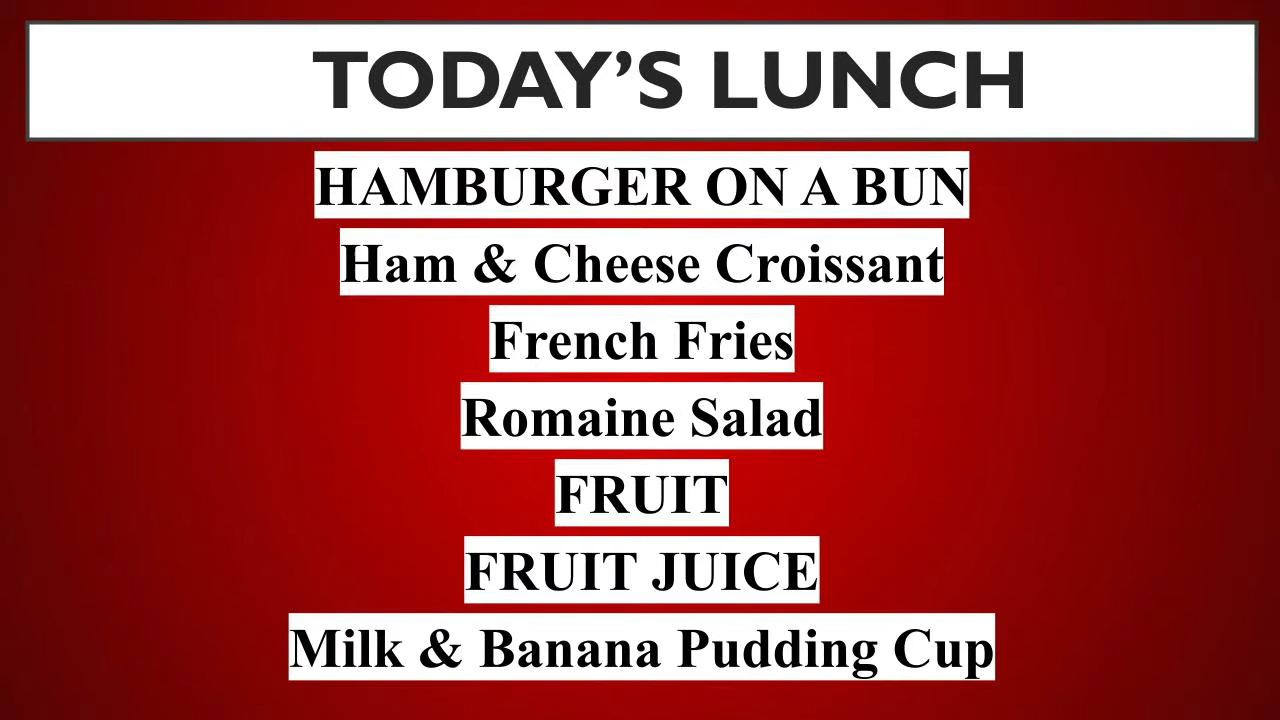 TODAY’S LUNCH
HAMBURGER ON A BUN
Ham & Cheese Croissant
French Fries
Romaine Salad
FRUIT
FRUIT JUICE
Milk & Banana Pudding Cup